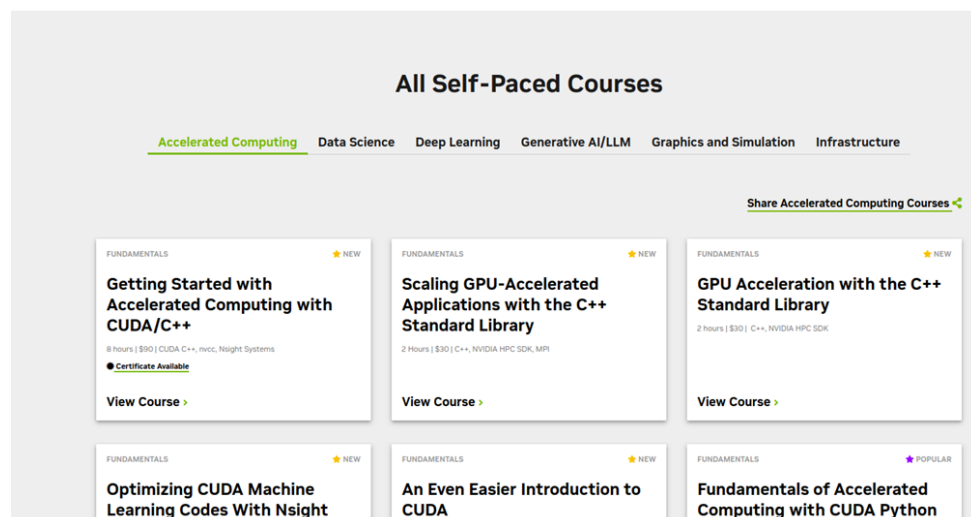 All Self-Paced Courses
Accelerated Computing Data Science Deep Learning Generative AI/LLM Graphics and Simulation Infrastructure
Share Accelerated Computing Courses
FUNDAMENTALS
NEW
Getting Started with
Accelerated Computing with
CUDA/C++
8 hours | $90 | CUDA C++, nvcc, Nsight Systems
Certificate Available
View Course >
FUNDAMENTALS
NEW
Scaling GPU-Accelerated
Applications with the C++
Standard Library
2 Hours | $30 | C++, NVIDIA HPC SDK, MPI
View Course >
FUNDAMENTALS
NEW
GPU Acceleration with the C++
Standard Library
2 hours | $30 | C++, NVIDIA HPC SDK
View Course >
FUNDAMENTALS
NEW
Optimizing CUDA Machine
Learning Codes With Nsight
FUNDAMENTALS
NEW
An Even Easier Introduction to
CUDA
FUNDAMENTALS
POPULAR
Fundamentals of Accelerated
Computing with CUDA Python